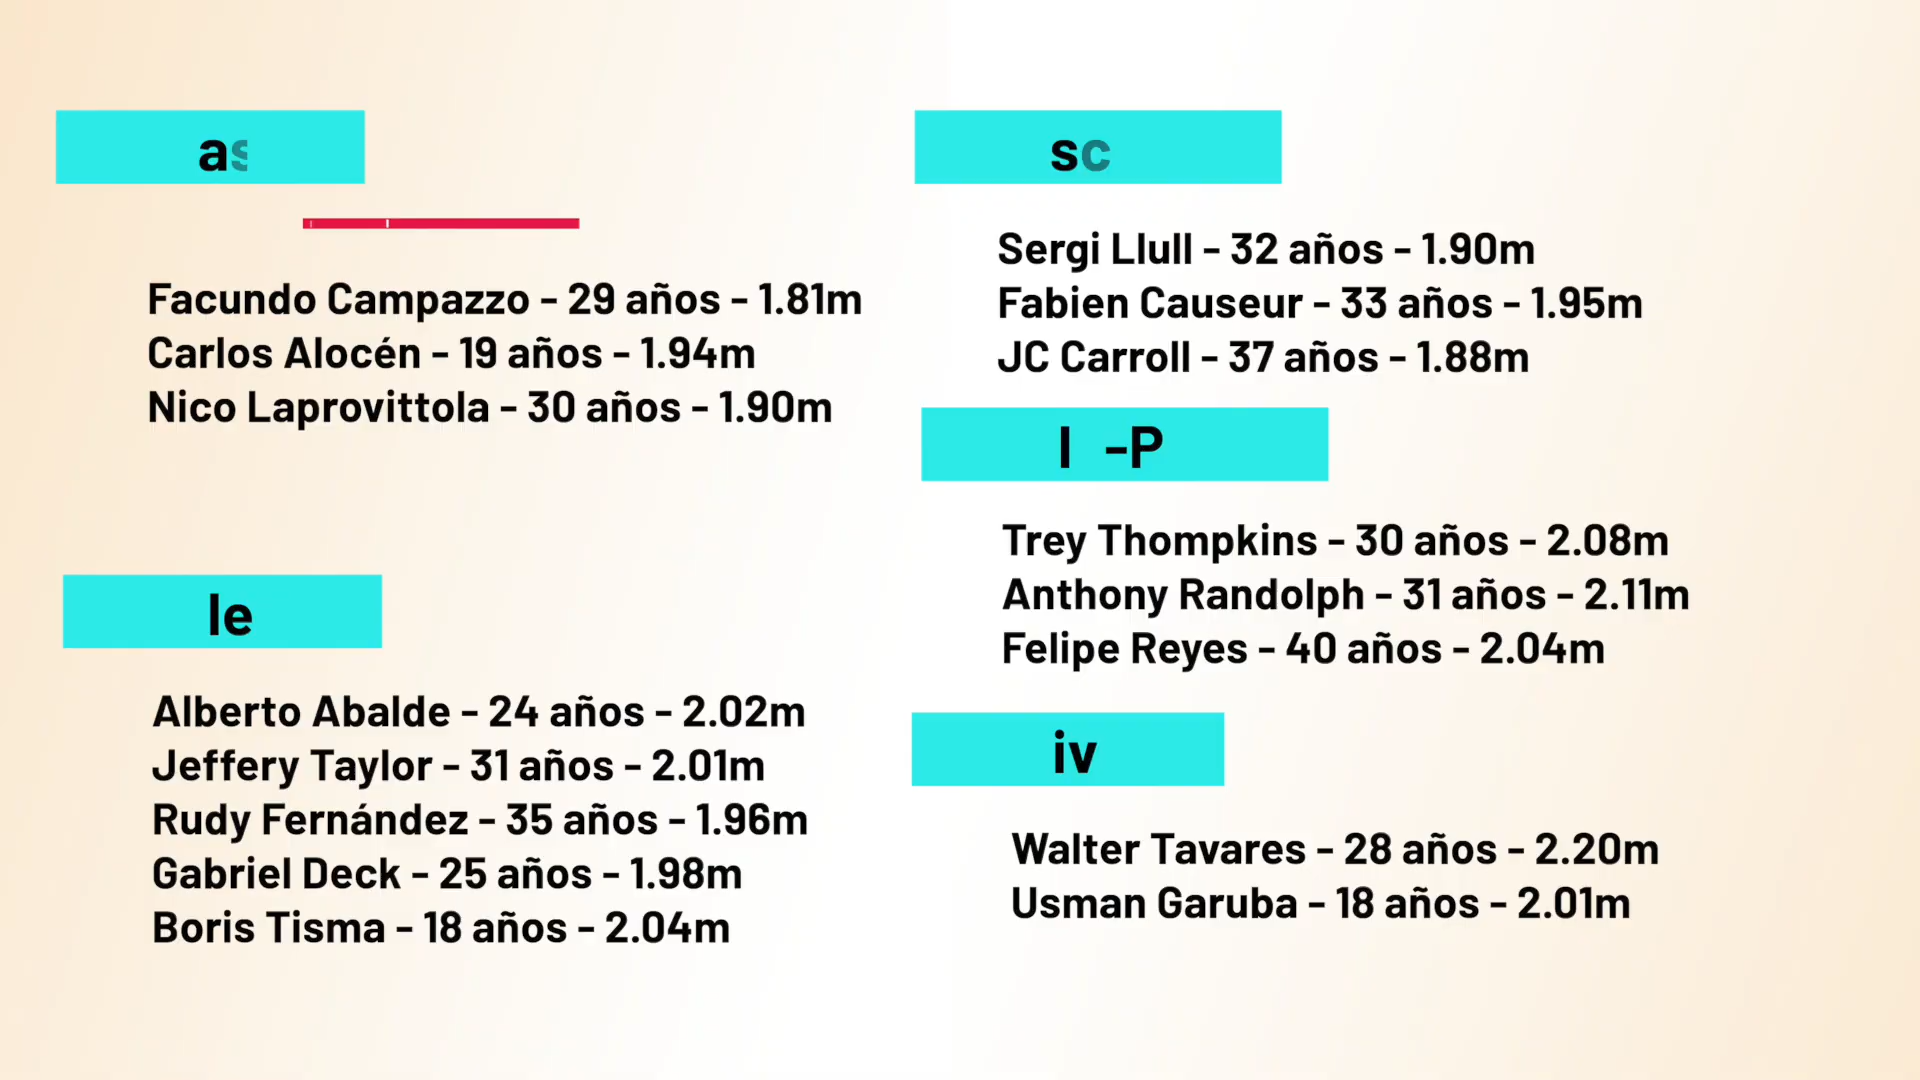 as
Facundo Campazzo - 29 años - 1.81m
Carlos Alocén - 19 años - 1.94m
Nico Laprovittola - 30 años - 1.90m
le
Alberto Abalde - 24 años - 2.02m
Jeffery Taylor - 31 años - 2.01m
Rudy Fernández - 35 años - 1.96m
Gabriel Deck - 25 años - 1.98m
Boris Tisma - 18 años - 2.04m
sc
Sergi Llull - 32 años - 1.90m
Fabien Causeur - 33 años - 1.95m
JC Carroll - 37 años - 1.88m
l -P
Trey Thompkins - 30 años - 2.08m
Anthony Randolph - 31 años - 2.11m
Felipe Reyes - 40 años - 2.04m
iv
Walter Tavares - 28 años - 2.20m
Usman Garuba - 18 años - 2.01m